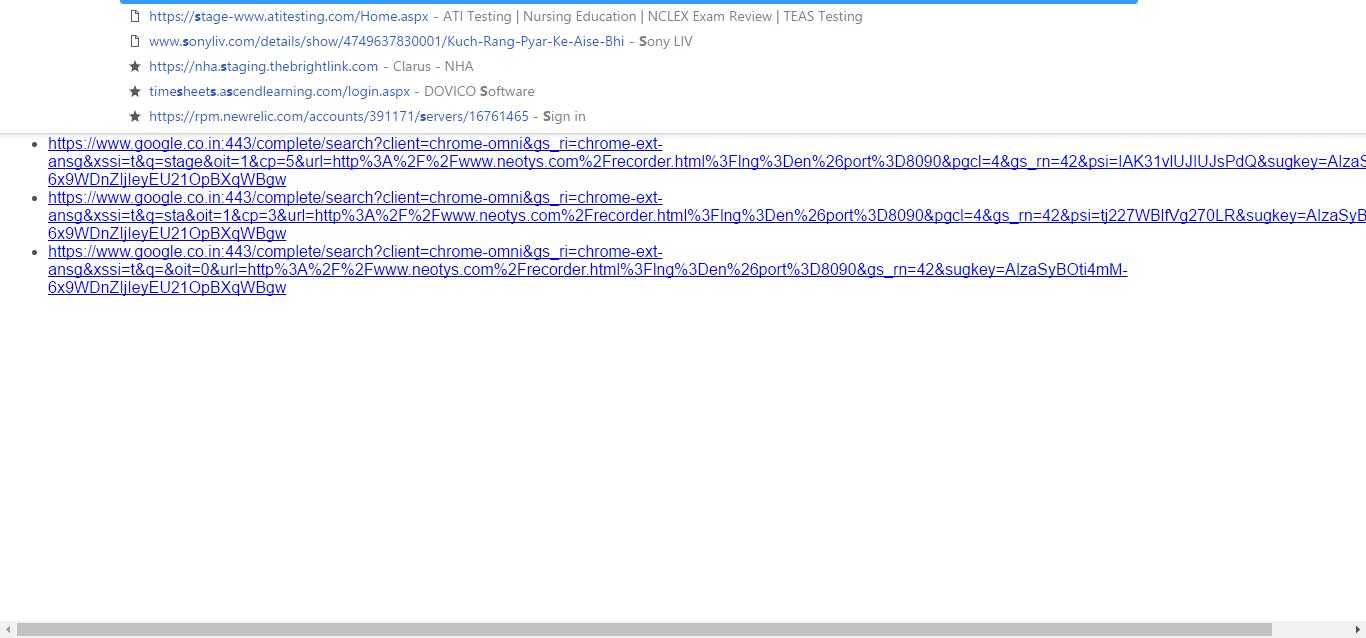 https://stage-www.atitesting.com/Home.aspx - ATI Testing | Nursing Education | NCLEX Exam Review | TEAS Testing
www.sonyliv.com/details/show/4749637830001/Kuch-Rang-Pyar-Ke-Aise-Bhi - Sony LIV
https://nha.staging.thebrightlink.com - Clarus - NHA
timesheets.ascendlearning.com/login.aspx - DOVICO Software
https://rpm.newrelic.com/accounts/391171/servers/16761465 - Sign in
https://www.google.co.in:443/complete/search?client=chrome-omni&gs_ri=chrome-ext-
ansg&xssi=t&q=stage&oit=1&cp=5&url=http%3A%2F%2Fwww.neotys.com%2Frecorder.html%3Flng%3Den%26port%3D8090&pgcl=4&gs_rn=42&psi=IAK31vlUJIUJsPdQ&sugkey=AIzaS
6x9WDnZIjIeyEU21OpBXqWBgw
https://www.google.co.in:443/complete/search?client=chrome-omni&gs_ri=chrome-ext-
ansg&xssi=t&q=sta&oit=1&cp=3&url=http%3A%2F%2Fwww.neotys.com%2Frecorder.html%3Flng%3Den%26port%3D8090&pgcl=4&gs_rn=42&psi=tj227WBIfVg270LR&sugkey=AIzaSyB
6x9WDnZIjIeyEU21OpBXqWBgw
https://www.google.co.in:443/complete/search?client=chrome-omni&gs_ri=chrome-ext-
ansg&xssi=t&q=&oit=0&url=http%3A%2F%2Fwww.neotys.com%2Frecorder.html%3Flng%3Den%26port%3D8090&gs_rn=42&sugkey=AIzaSyBOti4mM-
6x9WDnZIjIeyEU21OpBXqWBgw